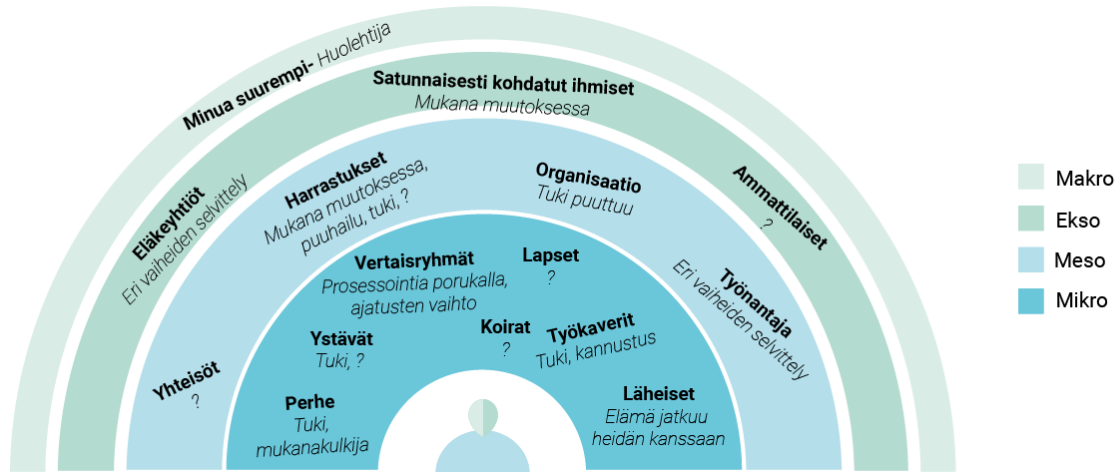 Minua suurempi- Huolehtija
Satunnaisesti kohdatut ihmiset
Mukana muutoksessa
Eläkeyhtiöt
Eri vaiheiden selvittely
Ammattilaiset
?
Harrastukset
Mukana muutoksessa,
puuhailu, tuki, ?
Organisaatio
Tuki puuttuu
Yhteisöt
?
Työnantaja
Eri vaiheiden selvittely
Vertaisryhmät
Prosessointia porukalla,
ajatusten vaihto
Lapset
?
Ystävät
Tuki, ?
Koirat
?
Työkaverit
Tuki, kannustus
Perhe
Tuki,
mukanakulkija
Läheiset
Elämä jatkuu
heidän kanssaan
Makro
Ekso
Meso
Mikro